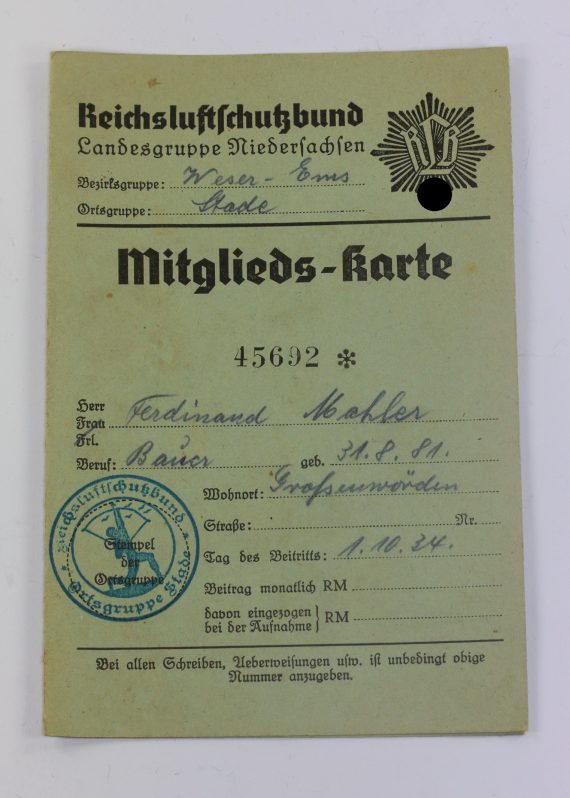 Reichsluftschutzbund
Landesgruppe Niedersachsen
RLB
Bezirksgruppe: Weser-Ems
Ortsgruppe: Stade
Mitglieds-Karte
45692 *
Herr
Frau Ferdinand Mahler
Frl.
Beruf: Bauer geb. 31.8.81.
Wohnort: Grossenwörden
Straße: Nr.
Tag des Beitritts: 1.10.34.
Beitrag monatlich RM
davon eingezogen
bei der Aufnahme } RM
Reichsluftschutzbund
Stempel
der
Ortsgruppe
Ortsgruppe Stade
Bei allen Schreiben, Ueberweisungen usw. ist unbedingt obige
Nummer anzugeben.